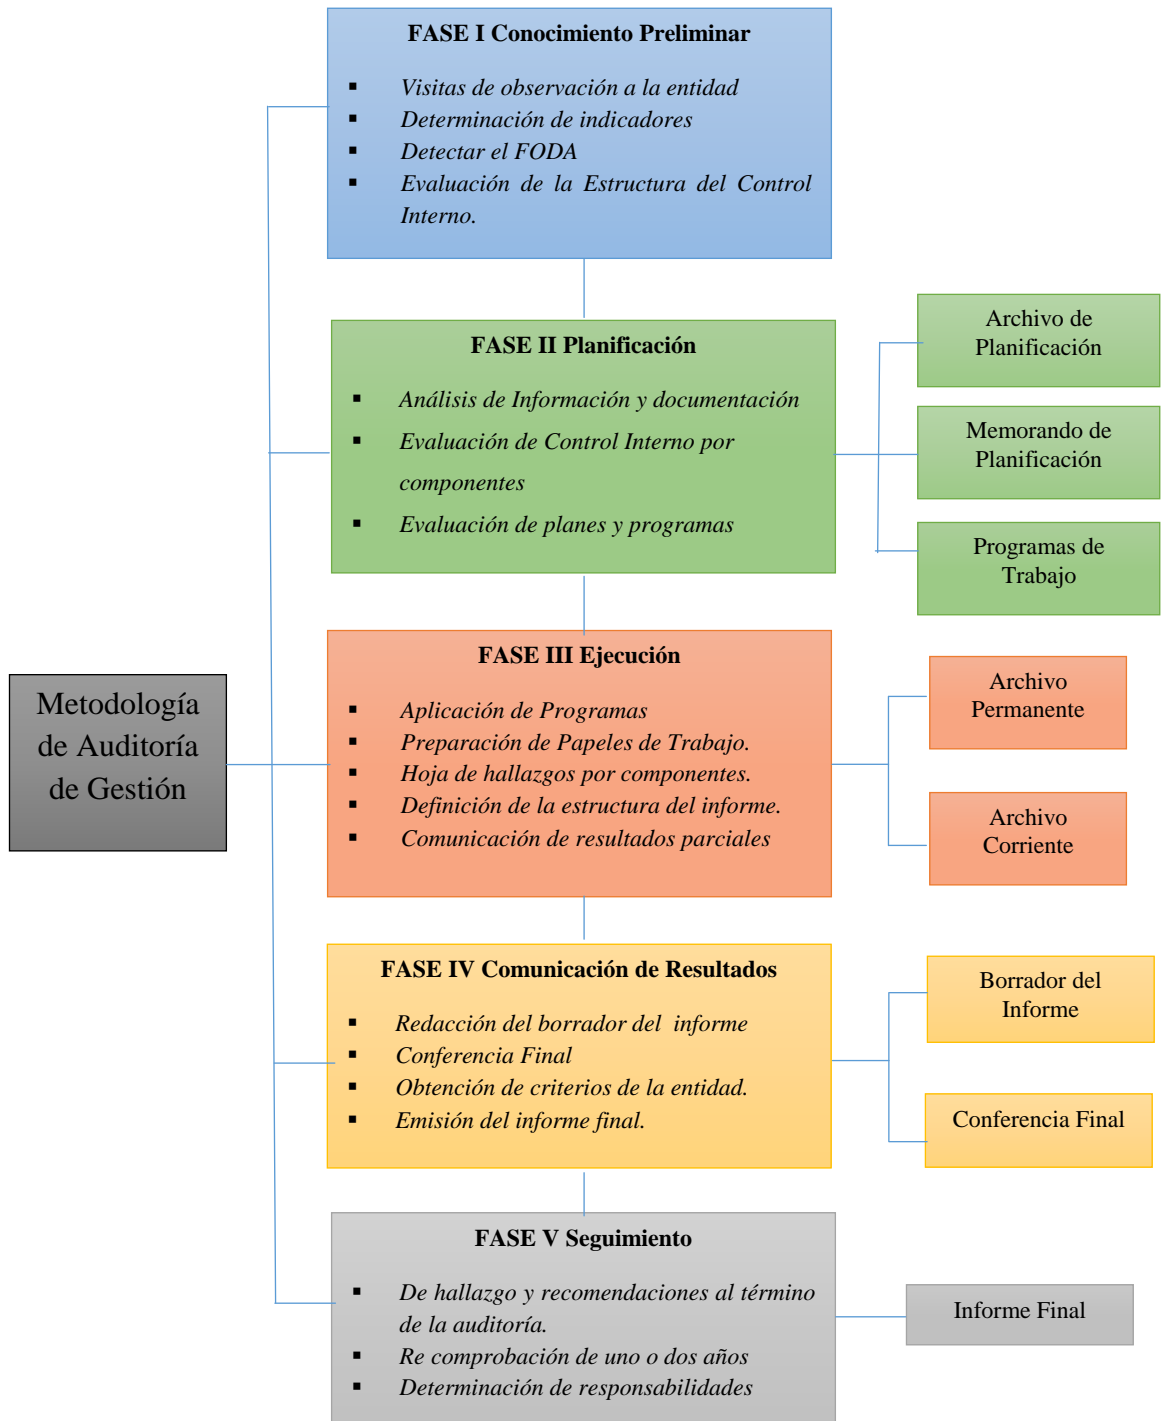 FASE I Conocimiento Preliminar
▪ Visitas de observación a la entidad
▪ Determinación de indicadores
▪ Detectar el FODA
▪ Evaluación de la Estructura del Control
Interno.
FASE II Planificación
▪ Análisis de Información y documentación
▪ Evaluación de Control Interno por
componentes
▪ Evaluación de planes y programas
Archivo de
Planificación
Memorando de
Planificación
Programas de
Trabajo
Metodología
de Auditoría
de Gestión
FASE III Ejecución
▪ Aplicación de Programas
▪ Preparación de Papeles de Trabajo.
▪ Hoja de hallazgos por componentes.
▪ Definición de la estructura del informe.
▪ Comunicación de resultados parciales
Archivo
Permanente
Archivo
Corriente
FASE IV Comunicación de Resultados
▪ Redacción del borrador del informe
▪ Conferencia Final
▪ Obtención de criterios de la entidad.
▪ Emisión del informe final.
Borrador del
Informe
Conferencia Final
FASE V Seguimiento
▪ De hallazgo y recomendaciones al término
de la auditoría.
▪ Re comprobación de uno o dos años
▪ Determinación de responsabilidades
Informe Final